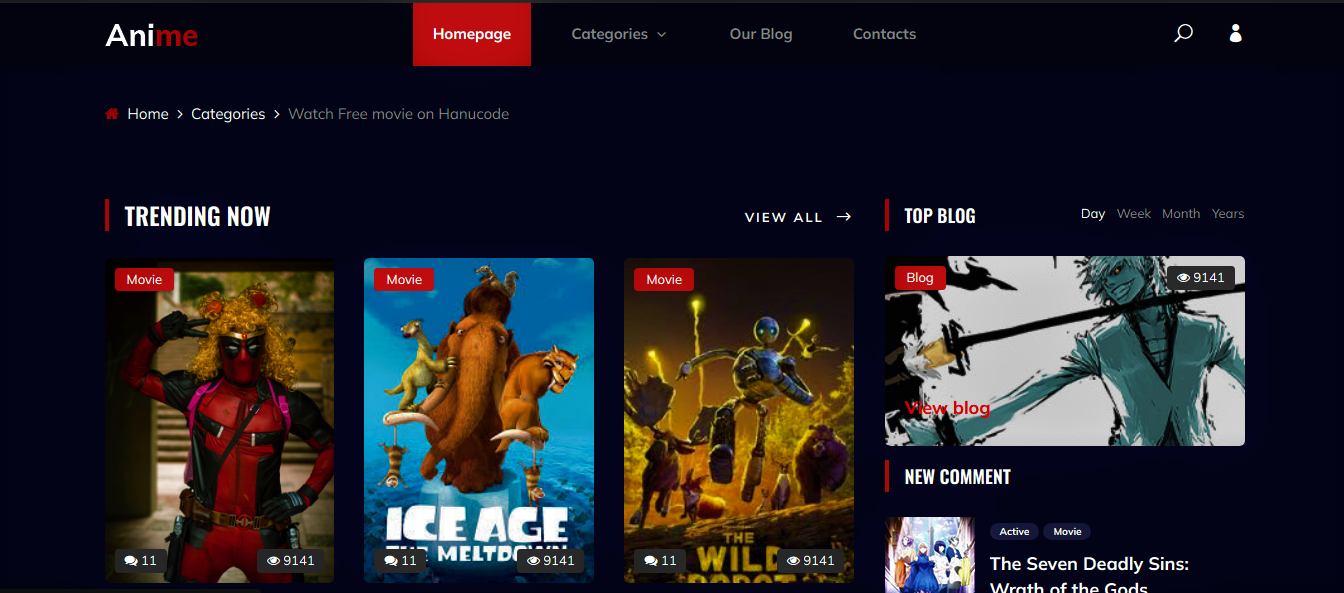 Anime
Homepage
Categories
Our Blog
Contacts
Home > Categories > Watch Free movie on Hanucode
TRENDING NOW
VIEW ALL →
Movie
11
9141
Movie
ICE AGE
THE MELTDOWN
11
9141
Movie
THE
WILD
ROBOT
11
9141
TOP BLOG
Day Week Month Years
Blog
9141
View blog
NEW COMMENT
Active
Movie
The Seven Deadly Sins:
Wrath of the Gods